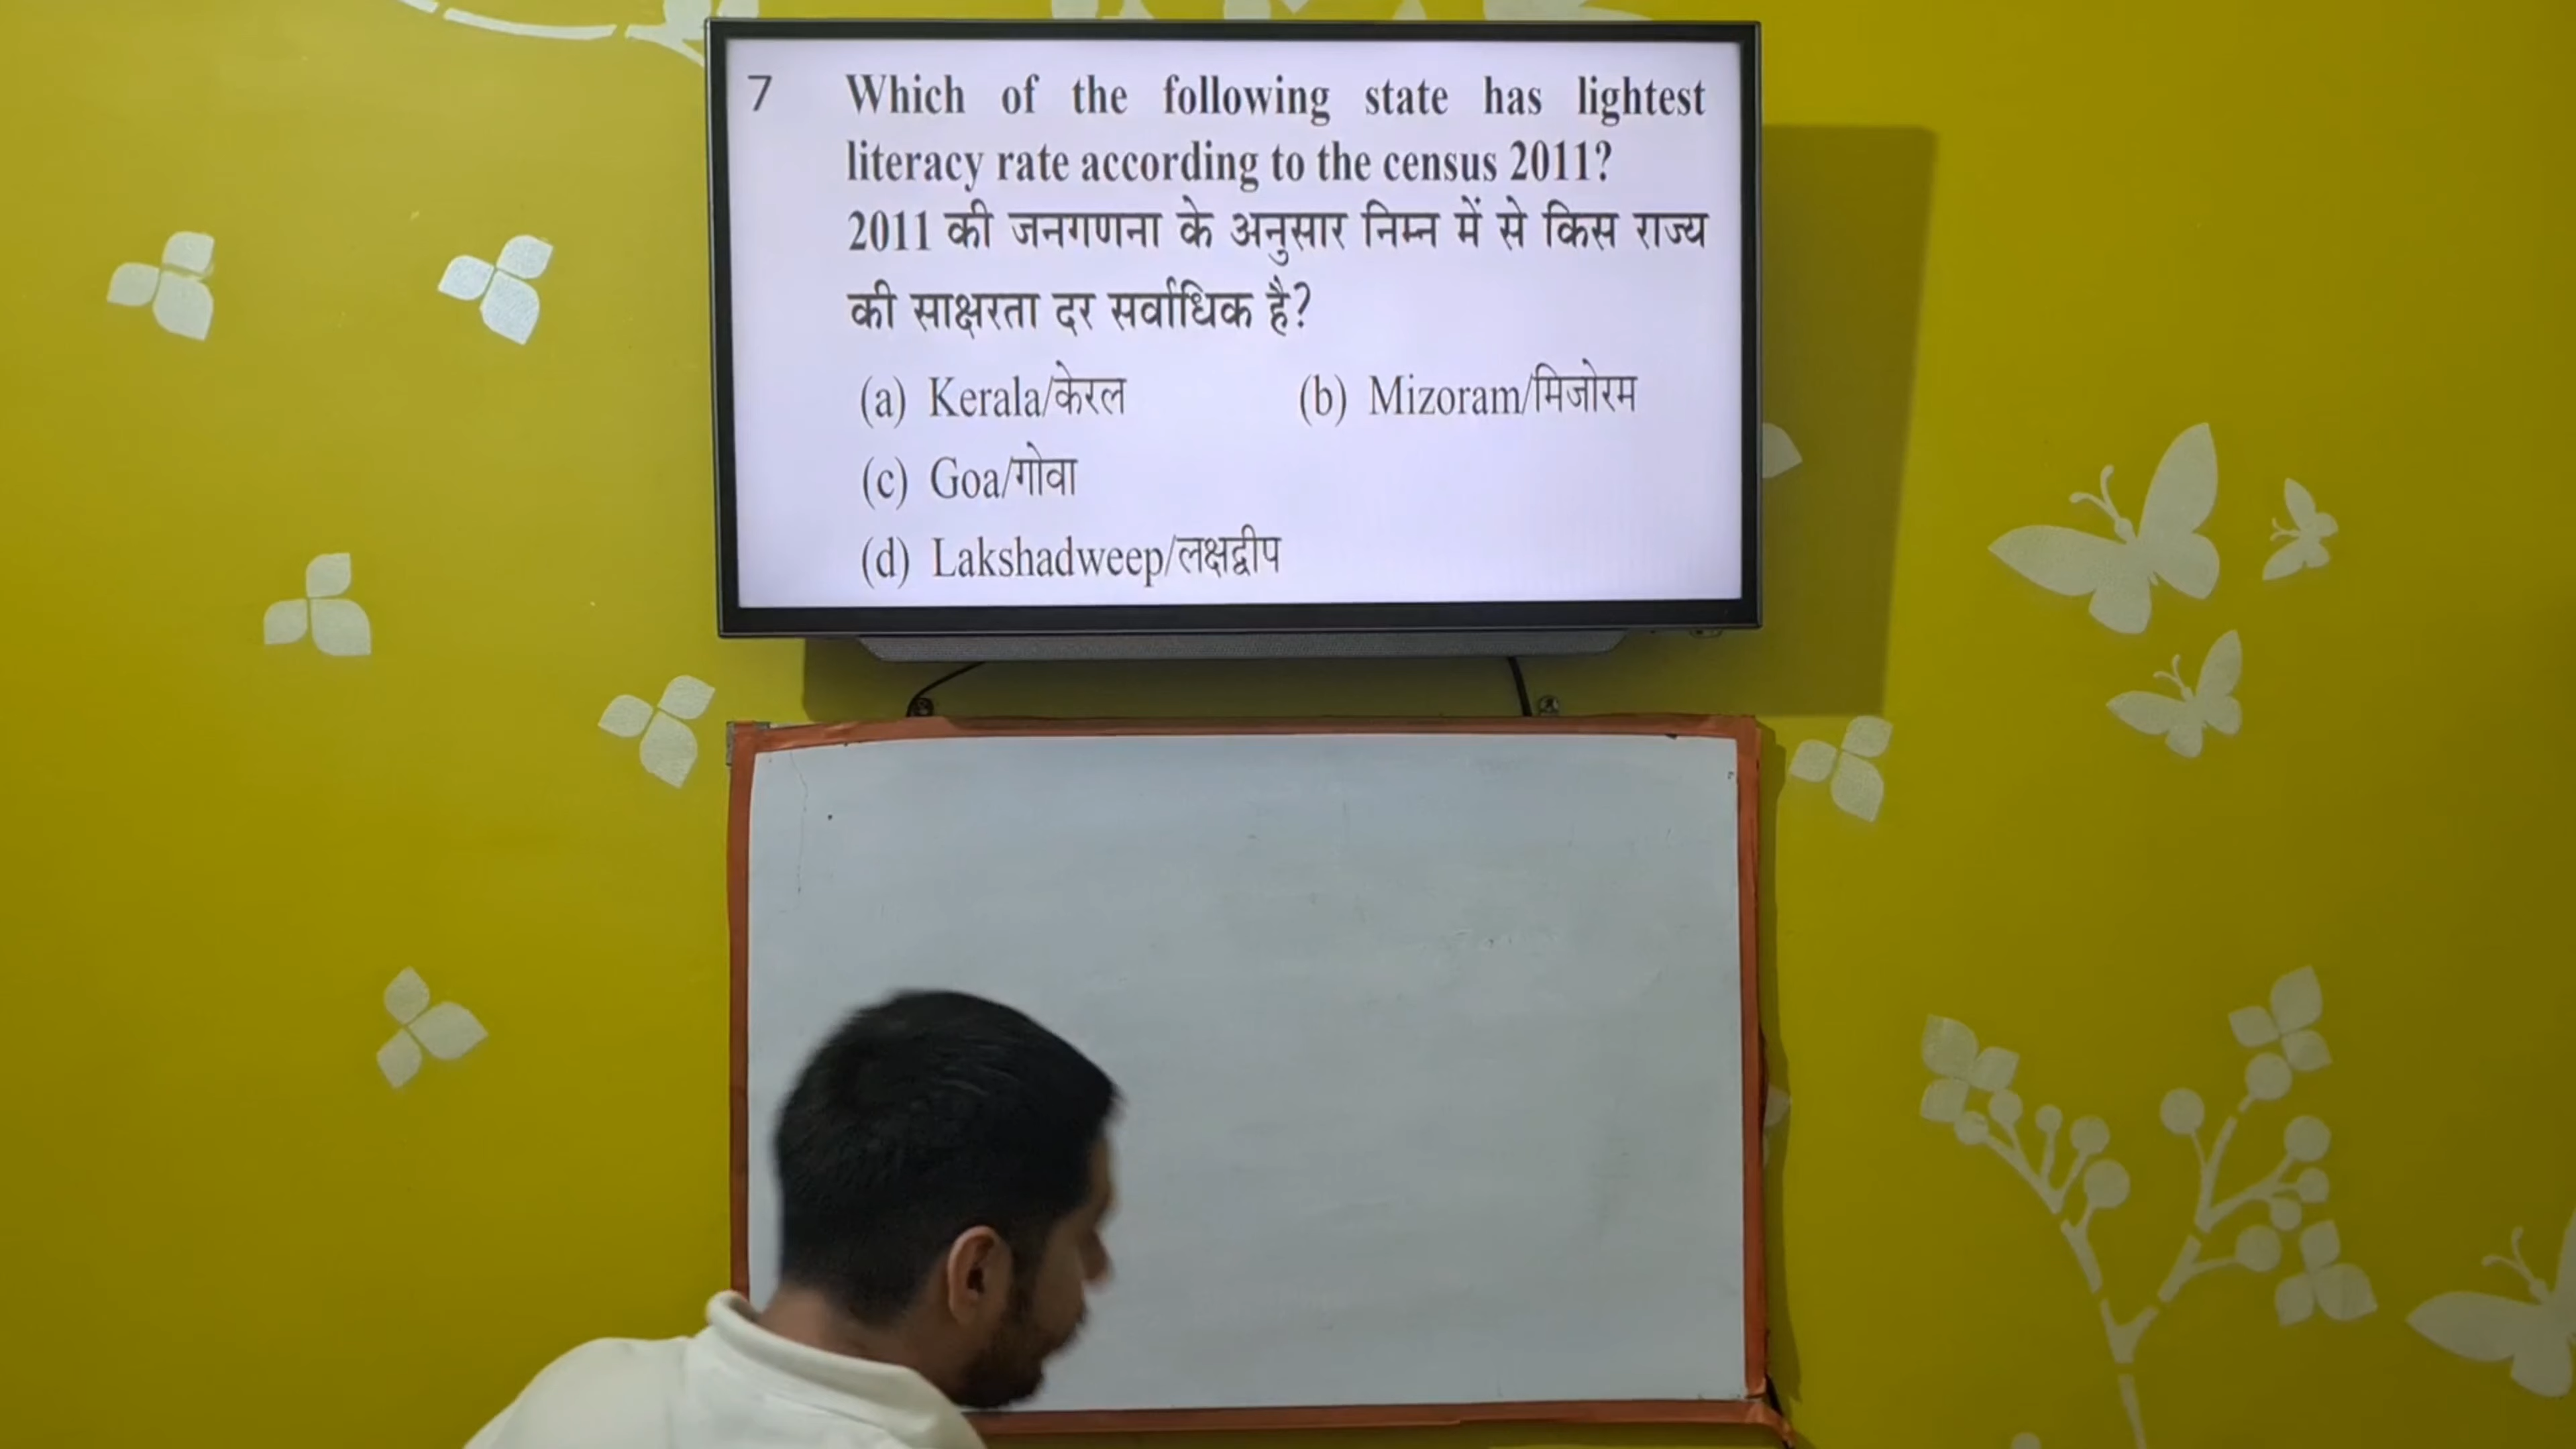 7 Which of the following state has lightest
literacy rate according to the census 2011?
2011 की जनगणना के अनुसार निम्न में से किस राज्य
की साक्षरता दर सर्वाधिक है?
(a) Kerala/केरल (b) Mizoram/मिजोरम
(c) Goa/गोवा
(d) Lakshadweep/लक्षद्वीप